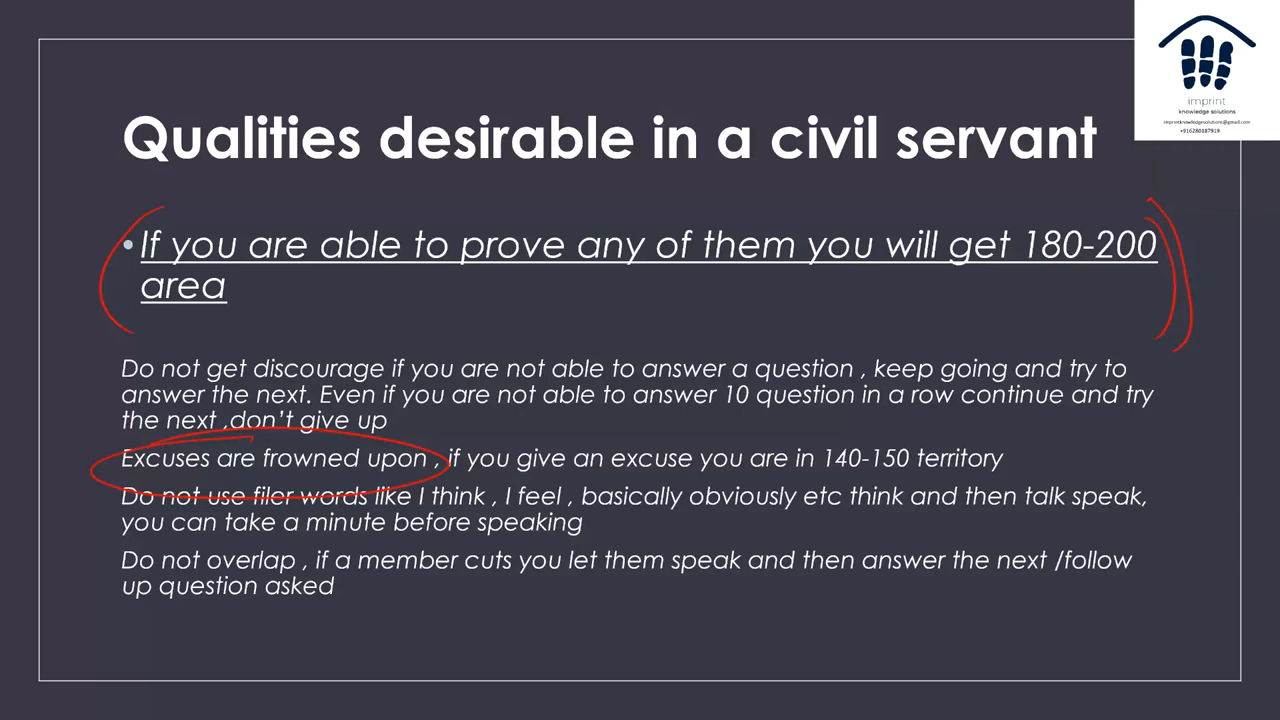 imprint
knowledge solutions
imprintknowledgesolutions@gmail.com
+916280187919
Qualities desirable in a civil servant
•If you are able to prove any of them you will get 180-200
area
Do not get discourage if you are not able to answer a question , keep going and try to
answer the next. Even if you are not able to answer 10 question in a row continue and try
the next ,don’t give up
Excuses are frowned upon , if you give an excuse you are in 140-150 territory
Do not use filer words like I think , I feel , basically obviously etc think and then talk speak,
you can take a minute before speaking
Do not overlap , if a member cuts you let them speak and then answer the next /follow
up question asked